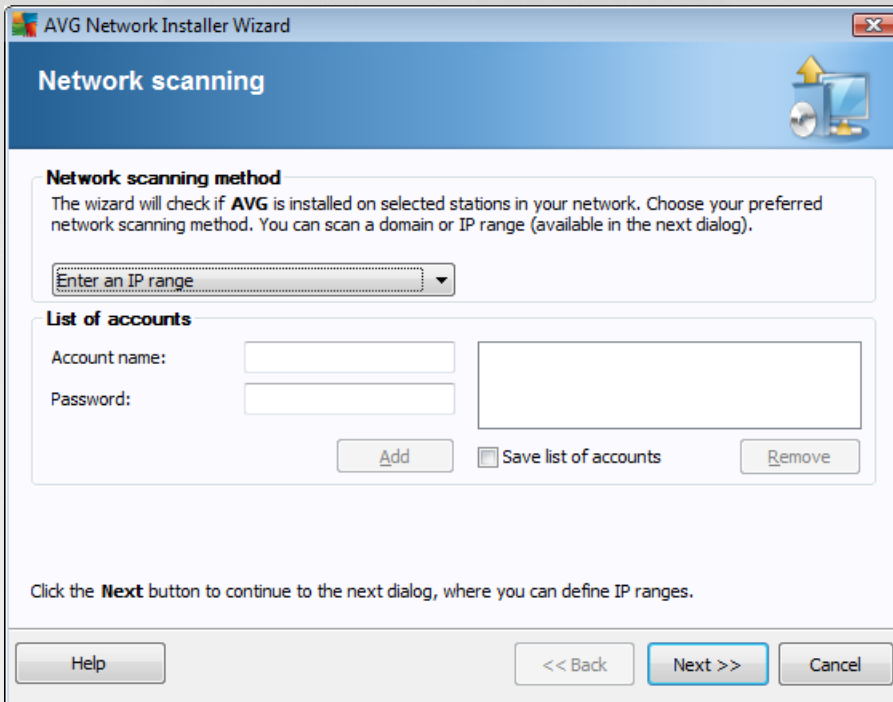 AVG Network Installer Wizard
Network scanning
Network scanning method
The wizard will check if AVG is installed on selected stations in your network. Choose your preferred
network scanning method. You can scan a domain or IP range (available in the next dialog).
Enter an IP range
List of accounts
Account name:
Password:
Add
Save list of accounts
Remove
Click the Next button to continue to the next dialog, where you can define IP ranges.
Help
<< Back
Next >>
Cancel